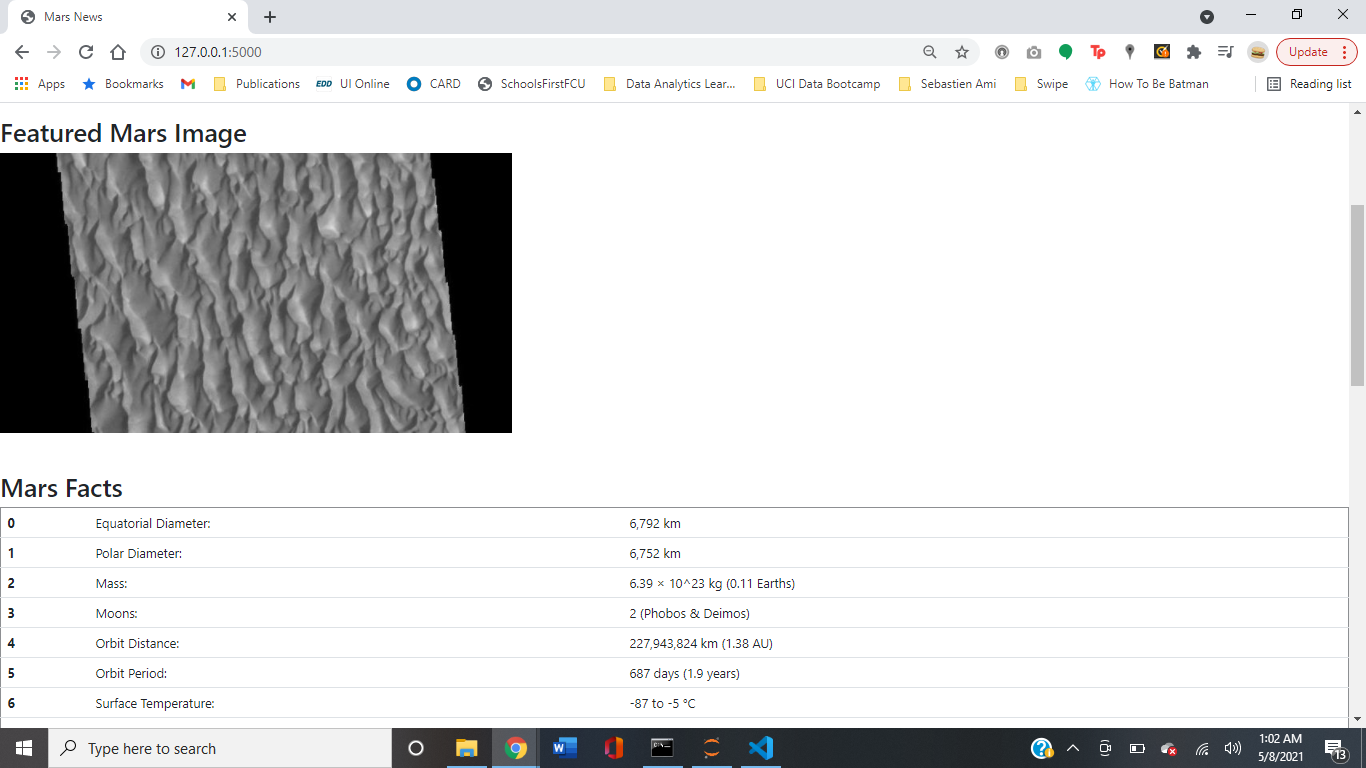 Mars News
127.0.0.1:5000
Update
Apps Bookmarks Publications EDD UI Online CARD SchoolsFirstFCU Data Analytics Lear... UCI Data Bootcamp Sebastien Ami Swipe How To Be Batman Reading list
Featured Mars Image
Mars Facts
0 Equatorial Diameter: 6,792 km
1 Polar Diameter: 6,752 km
2 Mass: 6.39 × 10^23 kg (0.11 Earths)
3 Moons: 2 (Phobos & Deimos)
4 Orbit Distance: 227,943,824 km (1.38 AU)
5 Orbit Period: 687 days (1.9 years)
6 Surface Temperature: -87 to -5 °C
Type here to search
1:02 AM
5/8/2021
13